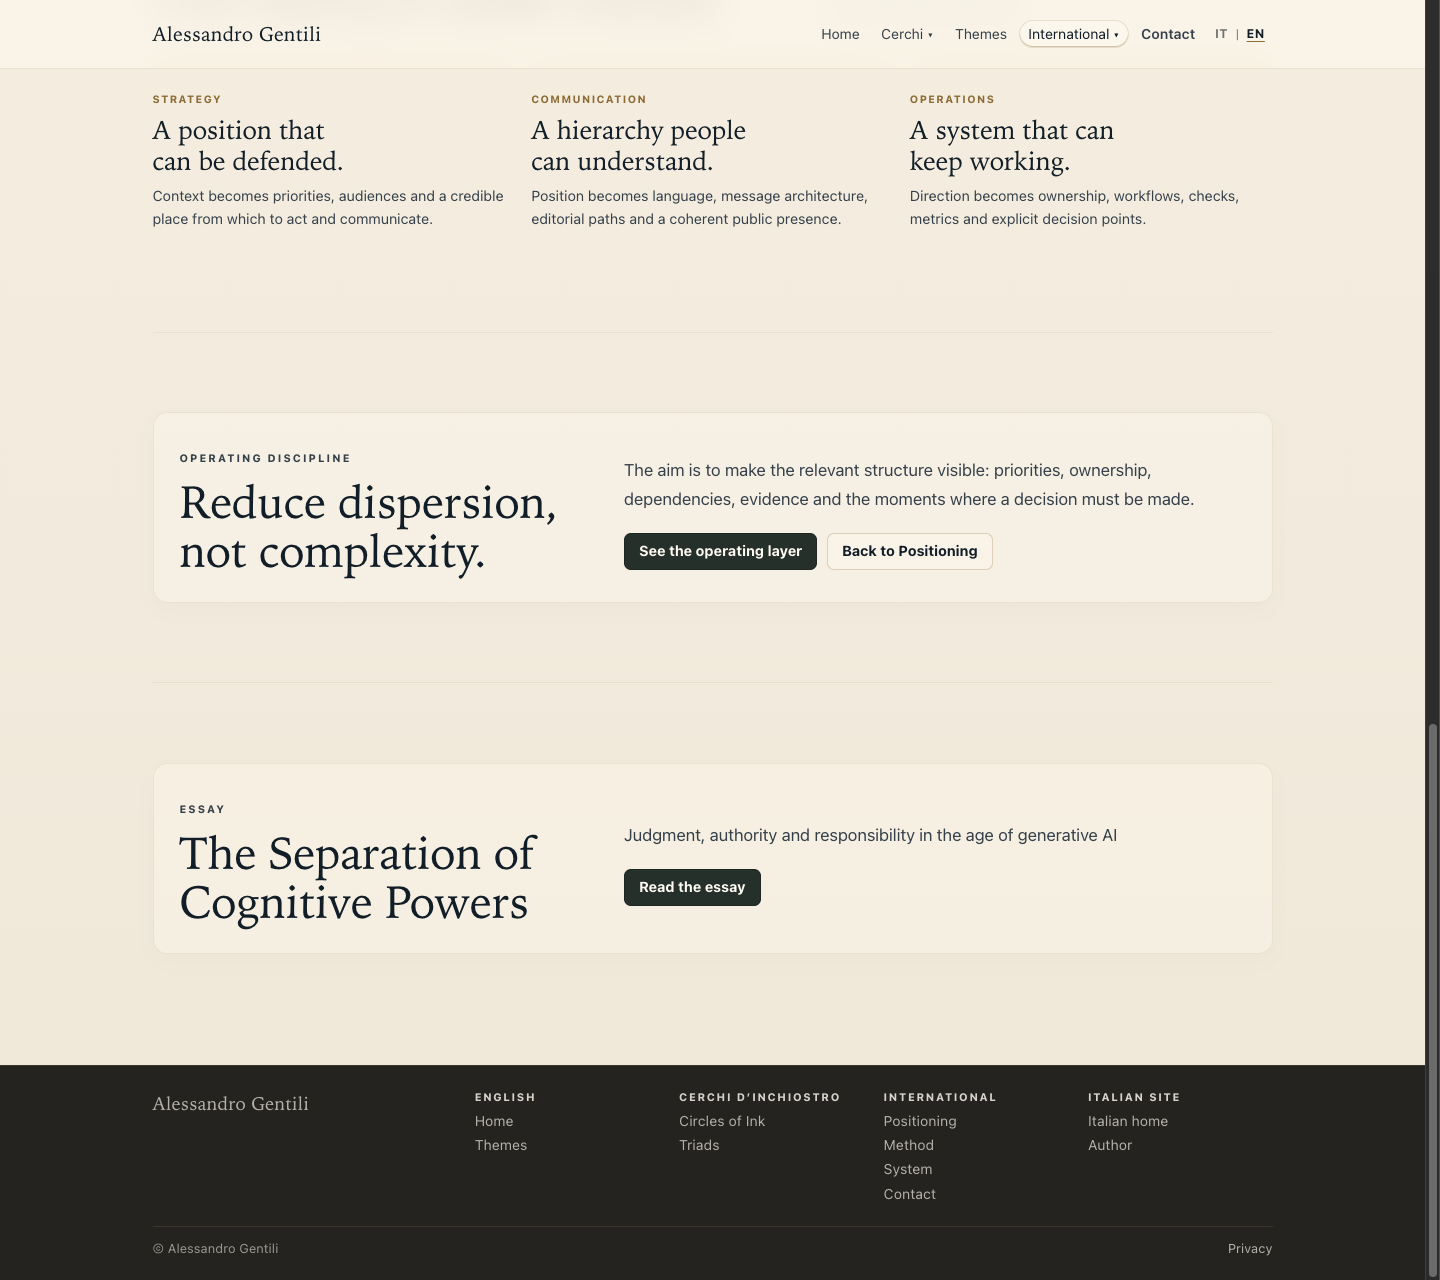 Alessandro Gentili
Home Cerchi ▾ Themes International ▾ Contact IT | EN
STRATEGY
A position that
can be defended.
Context becomes priorities, audiences and a credible
place from which to act and communicate.
COMMUNICATION
A hierarchy people
can understand.
Position becomes language, message architecture,
editorial paths and a coherent public presence.
OPERATIONS
A system that can
keep working.
Direction becomes ownership, workflows, checks,
metrics and explicit decision points.
OPERATING DISCIPLINE
Reduce dispersion,
not complexity.
The aim is to make the relevant structure visible: priorities, ownership,
dependencies, evidence and the moments where a decision must be made.
See the operating layer
Back to Positioning
ESSAY
The Separation of
Cognitive Powers
Judgment, authority and responsibility in the age of generative AI
Read the essay
Alessandro Gentili
ENGLISH
Home
Themes
CERCHI D’INCHIOSTRO
Circles of Ink
Triads
INTERNATIONAL
Positioning
Method
System
Contact
ITALIAN SITE
Italian home
Author
© Alessandro Gentili
Privacy